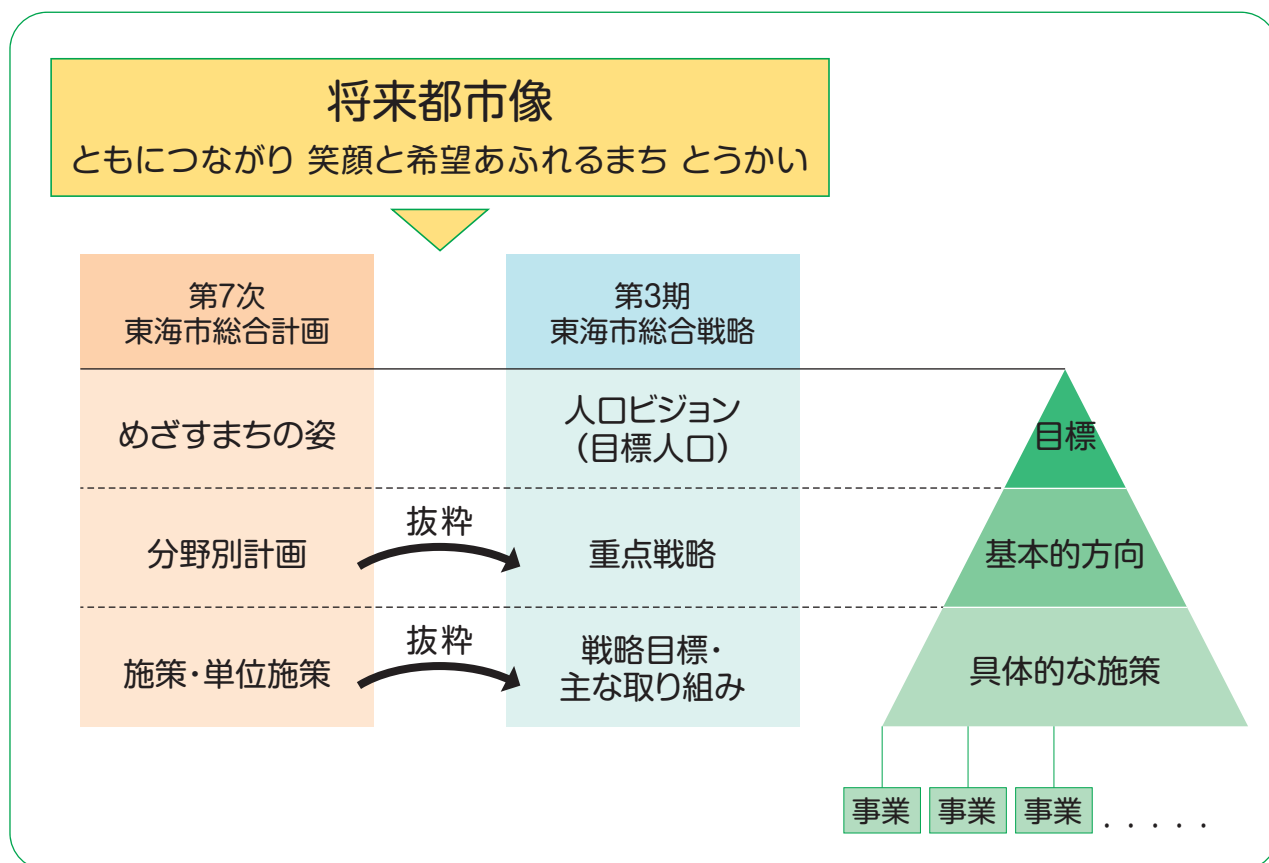 将来都市像
ともにつながり 笑顔と希望あふれるまち とうかい
第7次
東海市総合計画
第3期
東海市総合戦略
めざすまちの姿
人口ビジョン
(目標人口)
目標
分野別計画
抜粋
重点戦略
基本的方向
施策・単位施策
抜粋
戦略目標・
主な取り組み
具体的な施策
事業 事業 事業 . . . . .